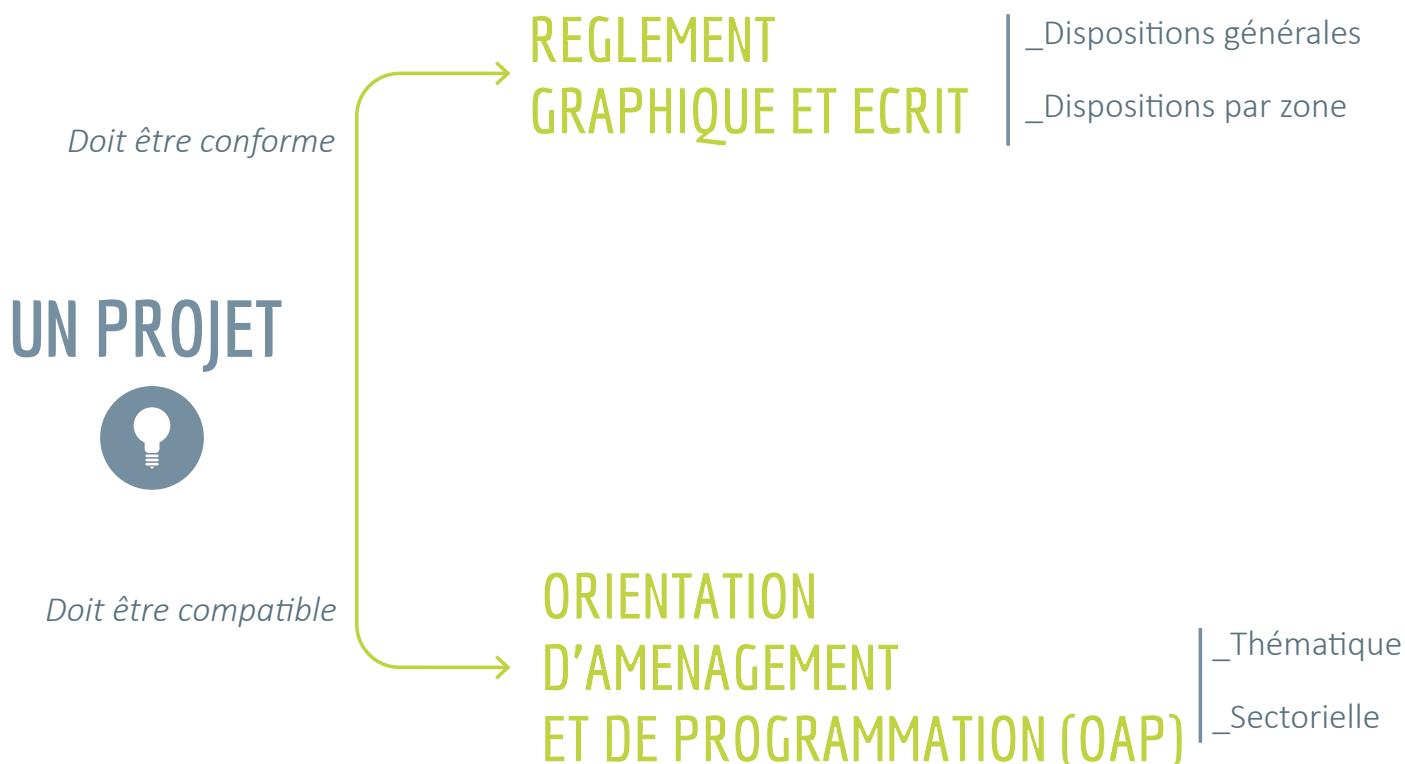 REGLEMENT
GRAPHIQUE ET ECRIT
_Dispositions générales
_Dispositions par zone
Doit être conforme
UN PROJET
Doit être compatible
ORIENTATION
D’AMENAGEMENT
ET DE PROGRAMMATION (OAP)
_Thématique
_Sectorielle